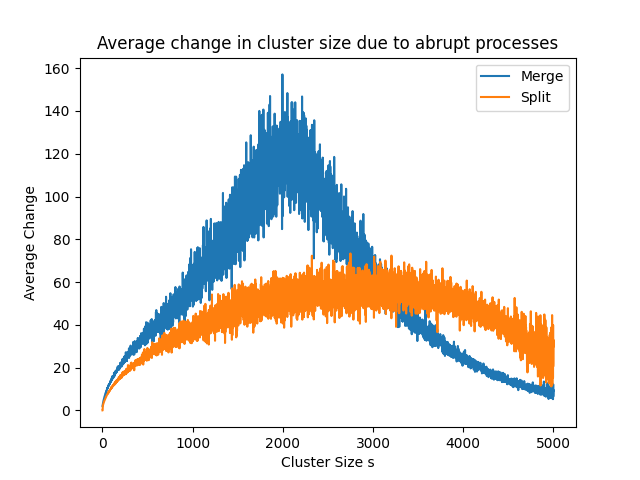 Average change in cluster size due to abrupt processes
160
140
120
100
80
60
40
20
0
Average Change
Merge
Split
0 1000 2000 3000 4000 5000
Cluster Size s